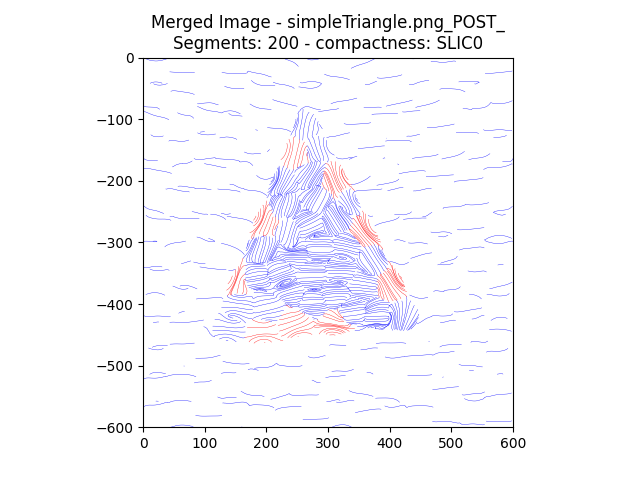 Merged Image - simpleTriangle.png_POST_
Segments: 200 - compactness: SLIC0
0
−100
−200
−300
−400
−500
−600
0 100 200 300 400 500 600